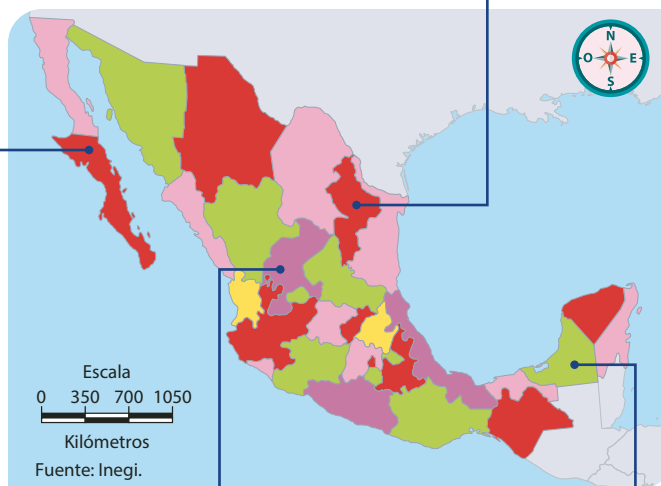 N
O E
S
Escala
0 350 700 1050
Kilómetros
Fuente: Inegi.